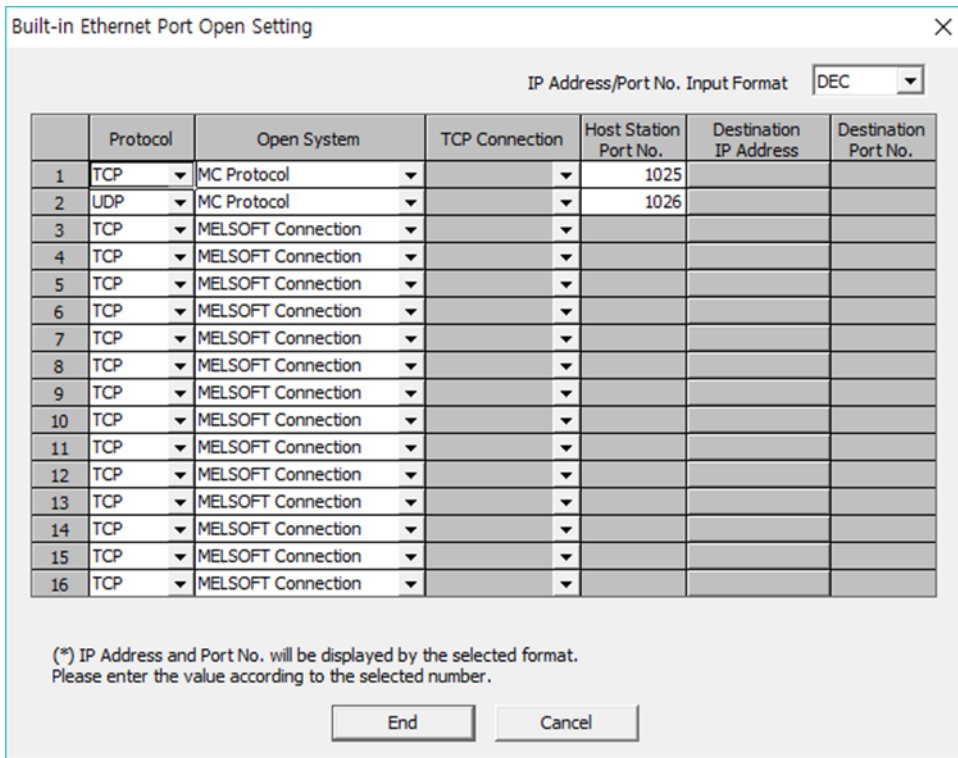 Built-in Ethernet Port Open Setting
IP Address/Port No. Input Format DEC
Protocol Open System TCP Connection Host Station Port No. Destination IP Address Destination Port No.
1 TCP MC Protocol 1025
2 UDP MC Protocol 1026
3 TCP MELSOFT Connection
4 TCP MELSOFT Connection
5 TCP MELSOFT Connection
6 TCP MELSOFT Connection
7 TCP MELSOFT Connection
8 TCP MELSOFT Connection
9 TCP MELSOFT Connection
10 TCP MELSOFT Connection
11 TCP MELSOFT Connection
12 TCP MELSOFT Connection
13 TCP MELSOFT Connection
14 TCP MELSOFT Connection
15 TCP MELSOFT Connection
16 TCP MELSOFT Connection
(*) IP Address and Port No. will be displayed by the selected format.
Please enter the value according to the selected number.
End Cancel